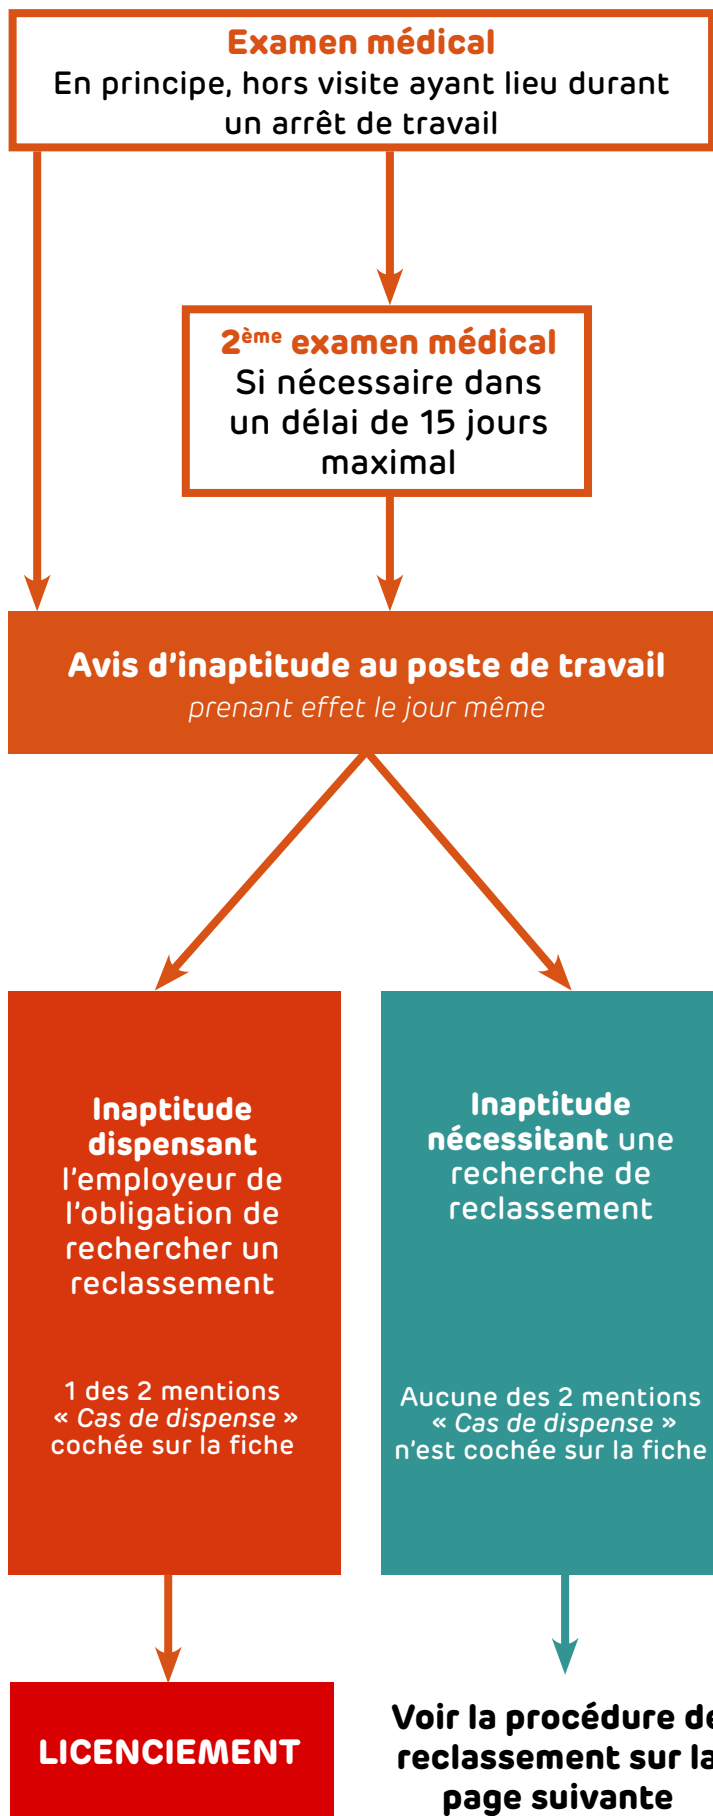 Examen médical
En principe, hors visite ayant lieu durant
un arrêt de travail
2ème examen médical
Si nécessaire dans
un délai de 15 jours
maximal
Avis d'inaptitude au poste de travail
prenant effet le jour même
Inaptitude
dispensant
l'employeur de
l'obligation de
rechercher un
reclassement
1 des 2 mentions
« Cas de dispense »
cochée sur la fiche
Inaptitude
nécessitant une
recherche de
reclassement
Aucune des 2 mentions
« Cas de dispense »
n'est cochée sur la fiche
LICENCIEMENT
Voir la procédure de
reclassement sur la
page suivante